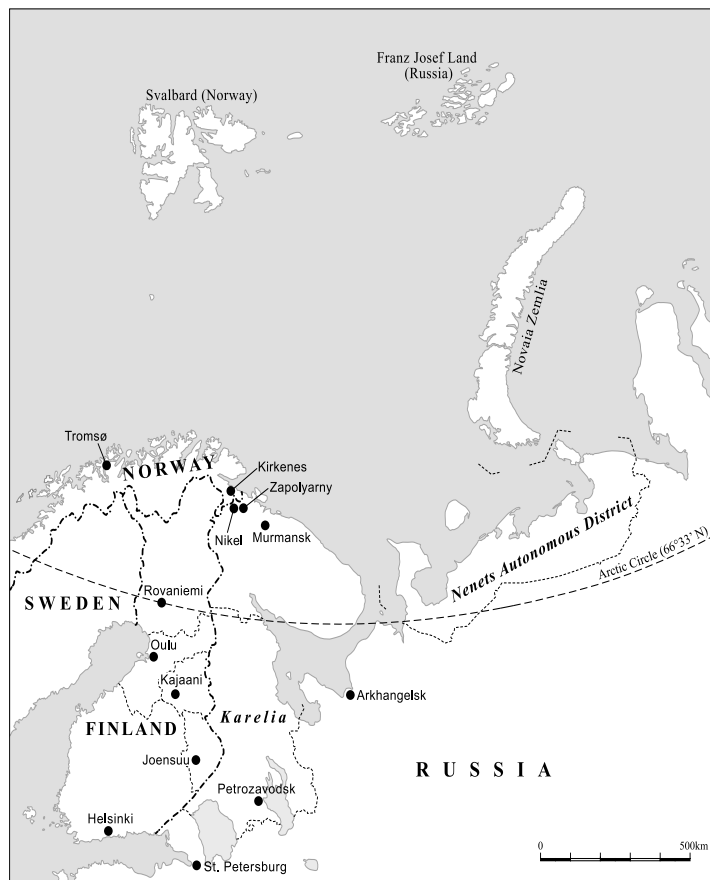 Franz Josef Land
(Russia)
Svalbard (Norway)
Novaia Zemlia
Tromsø
NORWAY
Kirkenes
Zapolyarny
Nikel
Murmansk
Nenets Autonomous District
Arctic Circle (66°33' N)
Rovaniemi
SWEDEN
Oulu
Kajaani
Arkhangelsk
Karelia
FINLAND
Joensuu
RUSSIA
Petrozavodsk
Helsinki
St. Petersburg
0 500km